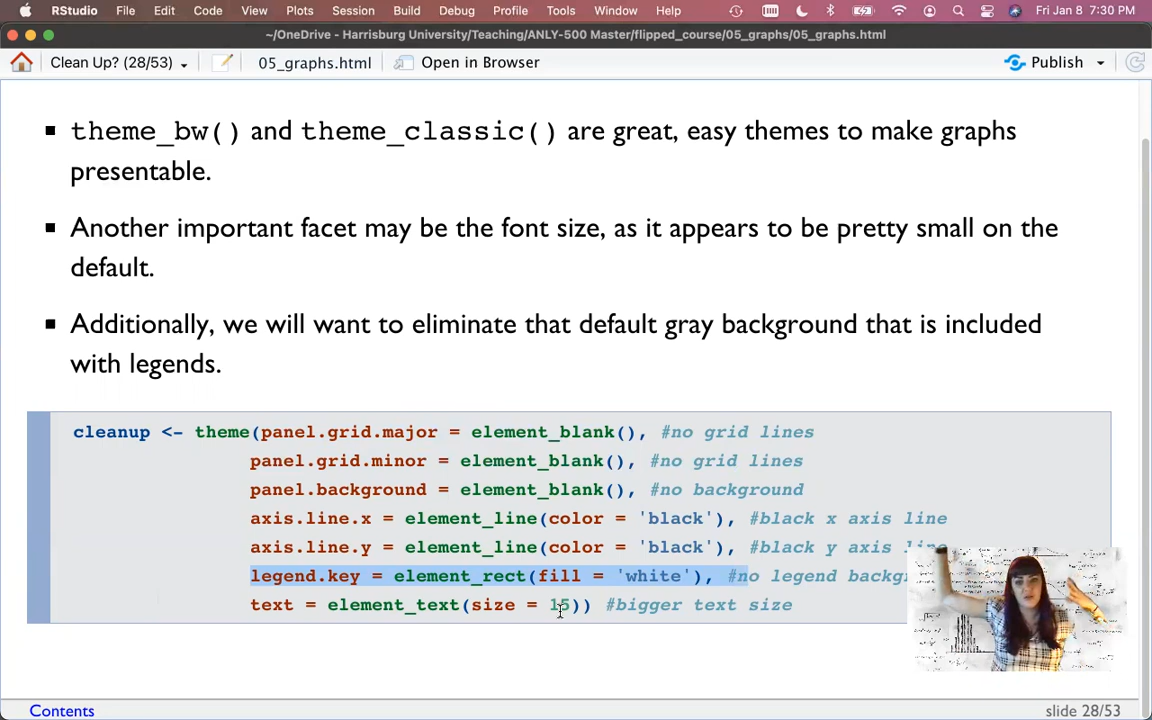 RStudio File Edit Code View Plots Session Build Debug Profile Tools Window Help Fri Jan 8 7:30 PM
~/OneDrive - Harrisburg University/Teaching/ANLY-500 Master/flipped_course/05_graphs/05_graphs.html
Clean Up? (28/53) 05_graphs.html Open in Browser Publish
▪ theme_bw() and theme_classic() are great, easy themes to make graphs
presentable.
▪ Another important facet may be the font size, as it appears to be pretty small on the
default.
▪ Additionally, we will want to eliminate that default gray background that is included
with legends.
cleanup <- theme(panel.grid.major = element_blank(), #no grid lines
panel.grid.minor = element_blank(), #no grid lines
panel.background = element_blank(), #no background
axis.line.x = element_line(color = 'black'), #black x axis line
axis.line.y = element_line(color = 'black'), #black y axis line
legend.key = element_rect(fill = 'white'), #no legend backg
text = element_text(size = 15)) #bigger text size
Contents slide 28/53